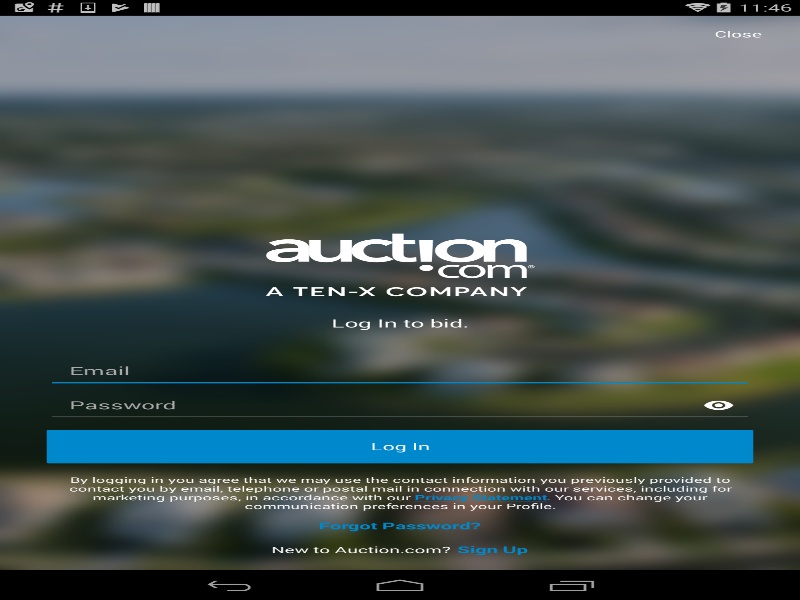 11:46
Close
auction
.com®
A TEN-X COMPANY
Log In to bid.
Email
Password
Log In
By logging in you agree that we may use the contact information you previously provided to
contact you by email, telephone or postal mail in connection with our services, including for
marketing purposes, in accordance with our Privacy Statement. You can change your
communication preferences in your Profile.
Forgot Password?
New to Auction.com? Sign Up